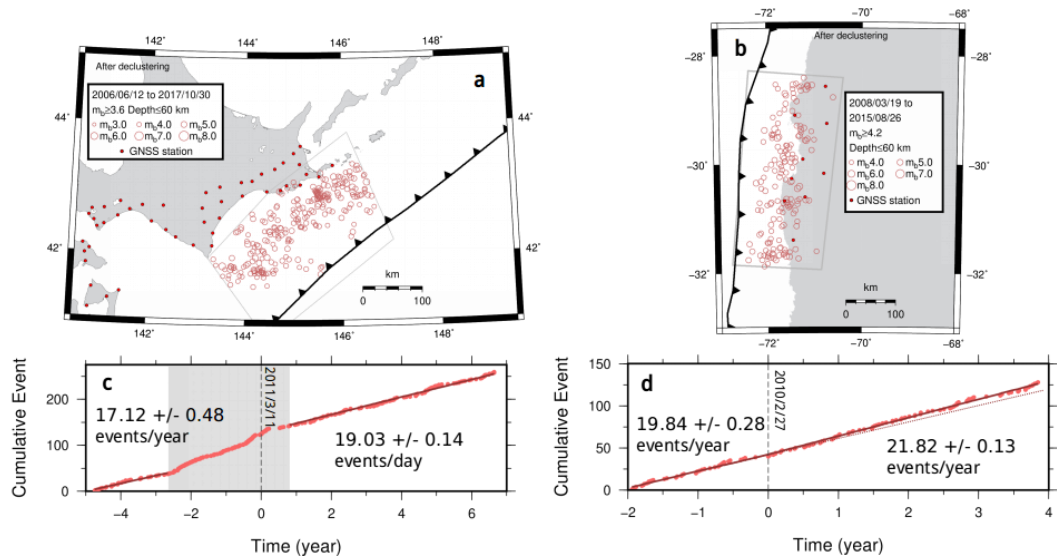 142˚ 144˚ 146˚ 148˚
After declustering
a
2006/06/12 to 2017/10/30
mb≥3.6 Depth≤60 km
mb3.0 mb4.0 mb5.0
mb6.0 mb7.0 mb8.0
GNSS station
44˚ 44˚
42˚ 42˚
km
0 100
142˚ 144˚ 146˚ 148˚
−72˚ −70˚ −68˚
b
After declustering
−28˚ −28˚
2008/03/19 to
2015/08/26
mb≥4.2
Depth≤60 km
mb4.0 mb5.0
mb6.0 mb7.0
mb8.0
GNSS station
−30˚ −30˚
−32˚ −32˚
km
0 100
−72˚ −70˚ −68˚
c
Cumulative Event
200
100
0
2011/3/11
17.12 +/- 0.48
events/year
19.03 +/- 0.14
events/day
−4 −2 0 2 4 6
Time (year)
d
Cumulative Event
150
100
50
0
2010/2/27
19.84 +/- 0.28
events/year
21.82 +/- 0.13
events/year
−2 −1 0 1 2 3 4
Time (year)